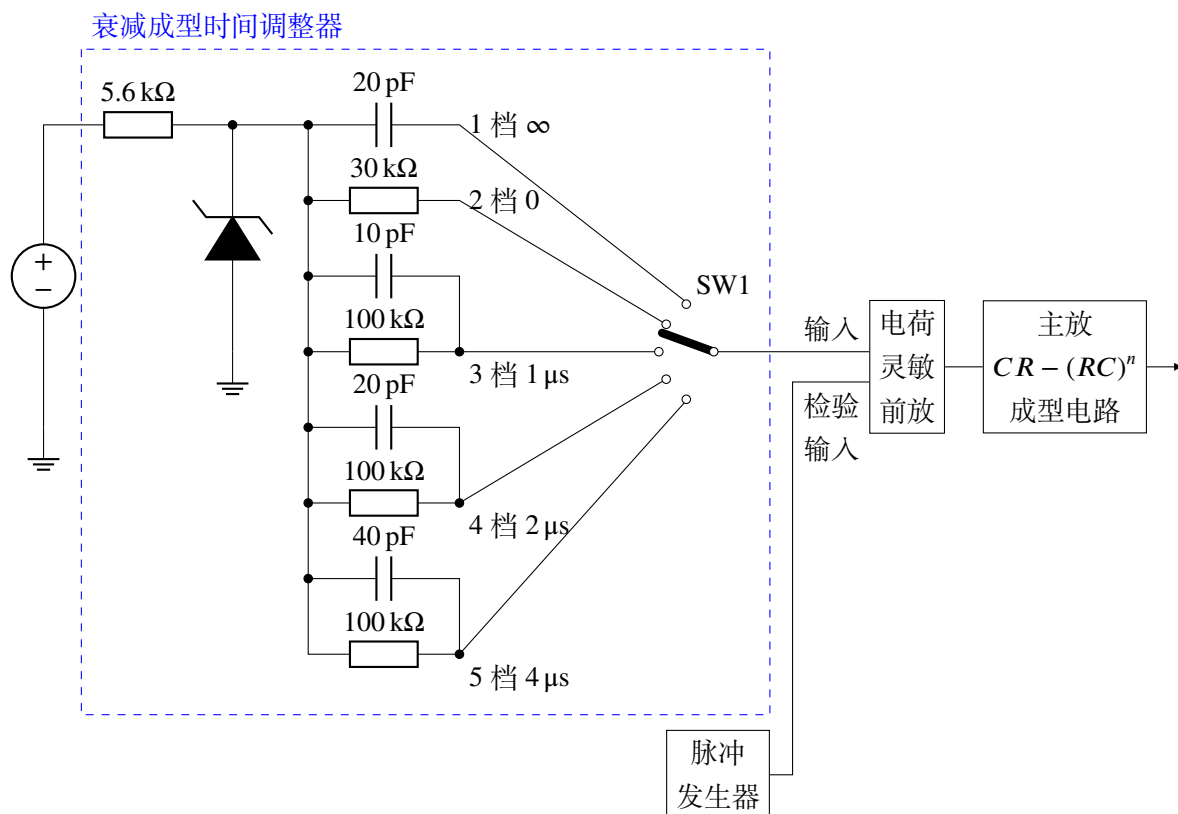 衰减成型时间调整器
5.6 kΩ
20 pF
1 档 ∞
30 kΩ
2 档 0
10 pF
100 kΩ
3 档 1 μs
20 pF
100 kΩ
4 档 2 μs
40 pF
100 kΩ
5 档 4 μs
SW1
输入
检验
输入
电荷
灵敏
前放
主放
CR − (RC)ⁿ
成型电路
脉冲
发生器